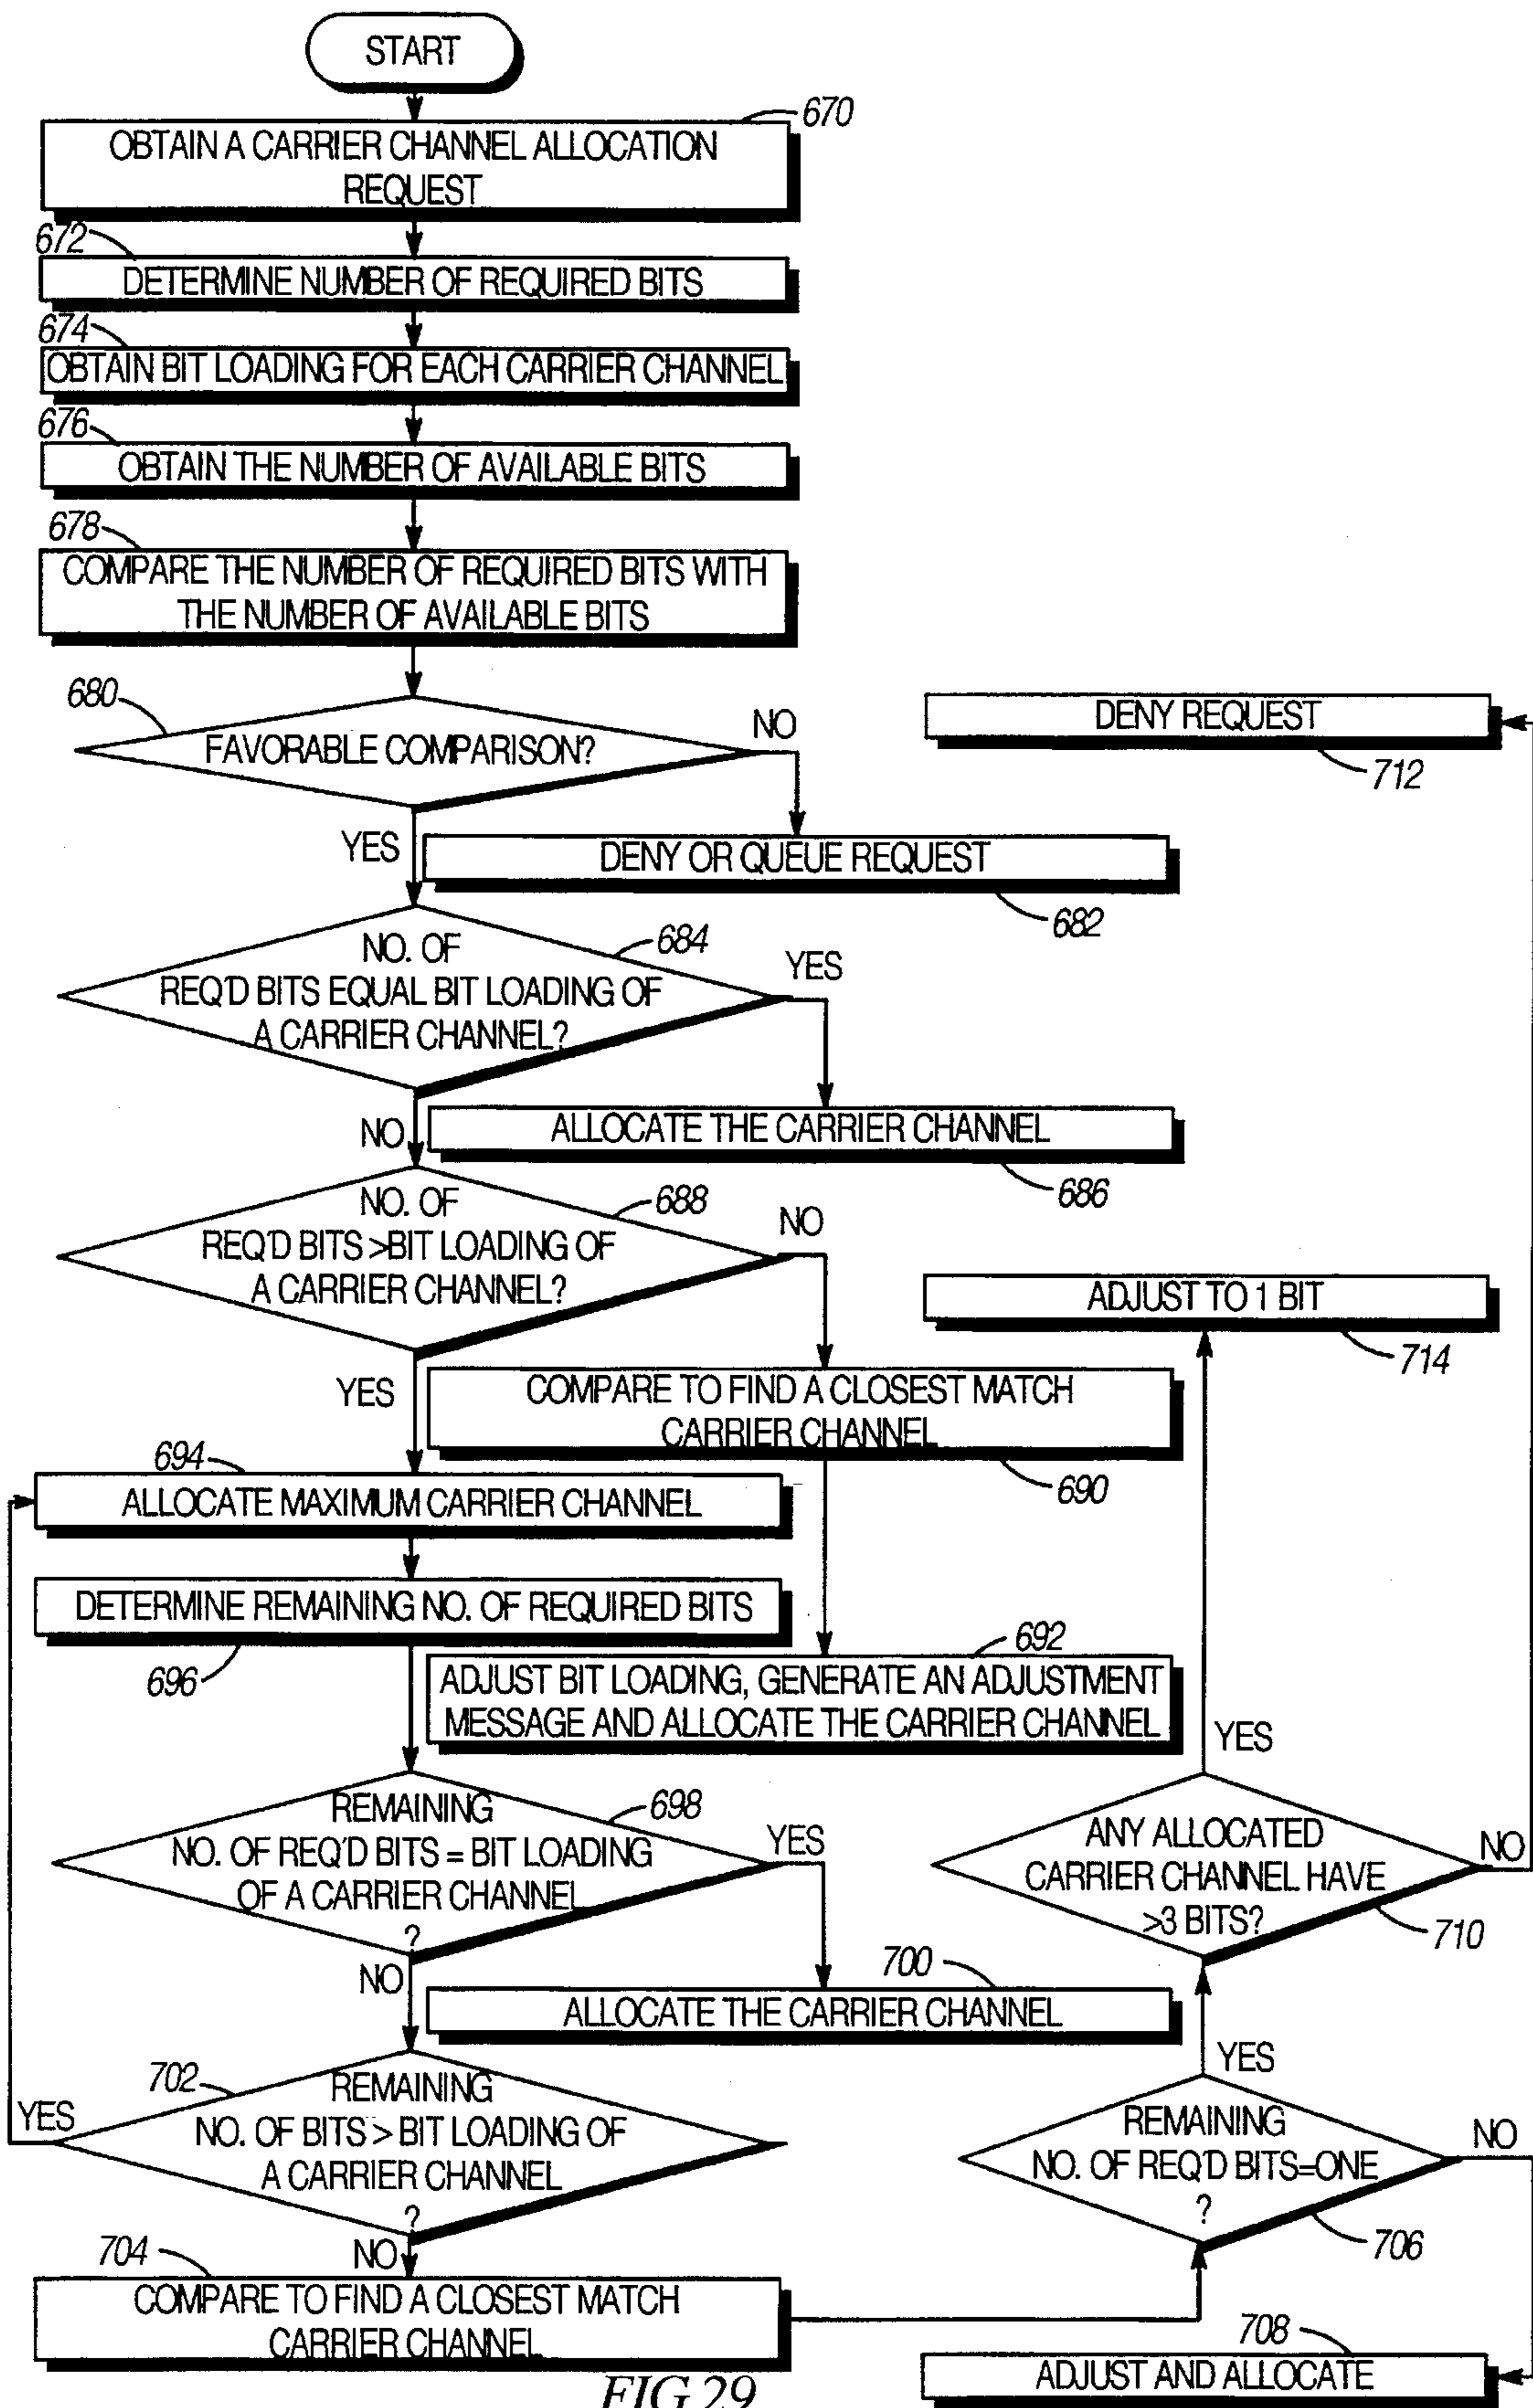 START
670
OBTAIN A CARRIER CHANNEL ALLOCATION
REQUEST
672
DETERMINE NUMBER OF REQUIRED BITS
674
OBTAIN BIT LOADING FOR EACH CARRIER CHANNEL
676
OBTAIN THE NUMBER OF AVAILABLE BITS
678
COMPARE THE NUMBER OF REQUIRED BITS WITH
THE NUMBER OF AVAILABLE BITS
680
FAVORABLE COMPARISON?
NO
YES
DENY OR QUEUE REQUEST
682
NO. OF
REQ'D BITS EQUAL BIT LOADING OF
A CARRIER CHANNEL?
684
YES
NO
ALLOCATE THE CARRIER CHANNEL
686
NO. OF
REQ'D BITS >BIT LOADING OF
A CARRIER CHANNEL?
688
NO
YES
COMPARE TO FIND A CLOSEST MATCH
CARRIER CHANNEL
690
694
ALLOCATE MAXIMUM CARRIER CHANNEL
DETERMINE REMAINING NO. OF REQUIRED BITS
696
692
ADJUST BIT LOADING, GENERATE AN ADJUSTMENT
MESSAGE AND ALLOCATE THE CARRIER CHANNEL
REMAINING
NO. OF REQ'D BITS = BIT LOADING
OF A CARRIER CHANNEL
?
698
YES
NO
700
ALLOCATE THE CARRIER CHANNEL
702
REMAINING
NO. OF BITS > BIT LOADING OF
A CARRIER CHANNEL
?
YES
NO
704
COMPARE TO FIND A CLOSEST MATCH
CARRIER CHANNEL
DENY REQUEST
712
ADJUST TO 1 BIT
714
YES
ANY ALLOCATED
CARRIER CHANNEL HAVE
>3 BITS?
NO
710
YES
REMAINING
NO. OF REQ'D BITS=ONE
?
NO
706
708
ADJUST AND ALLOCATE
FIG 29